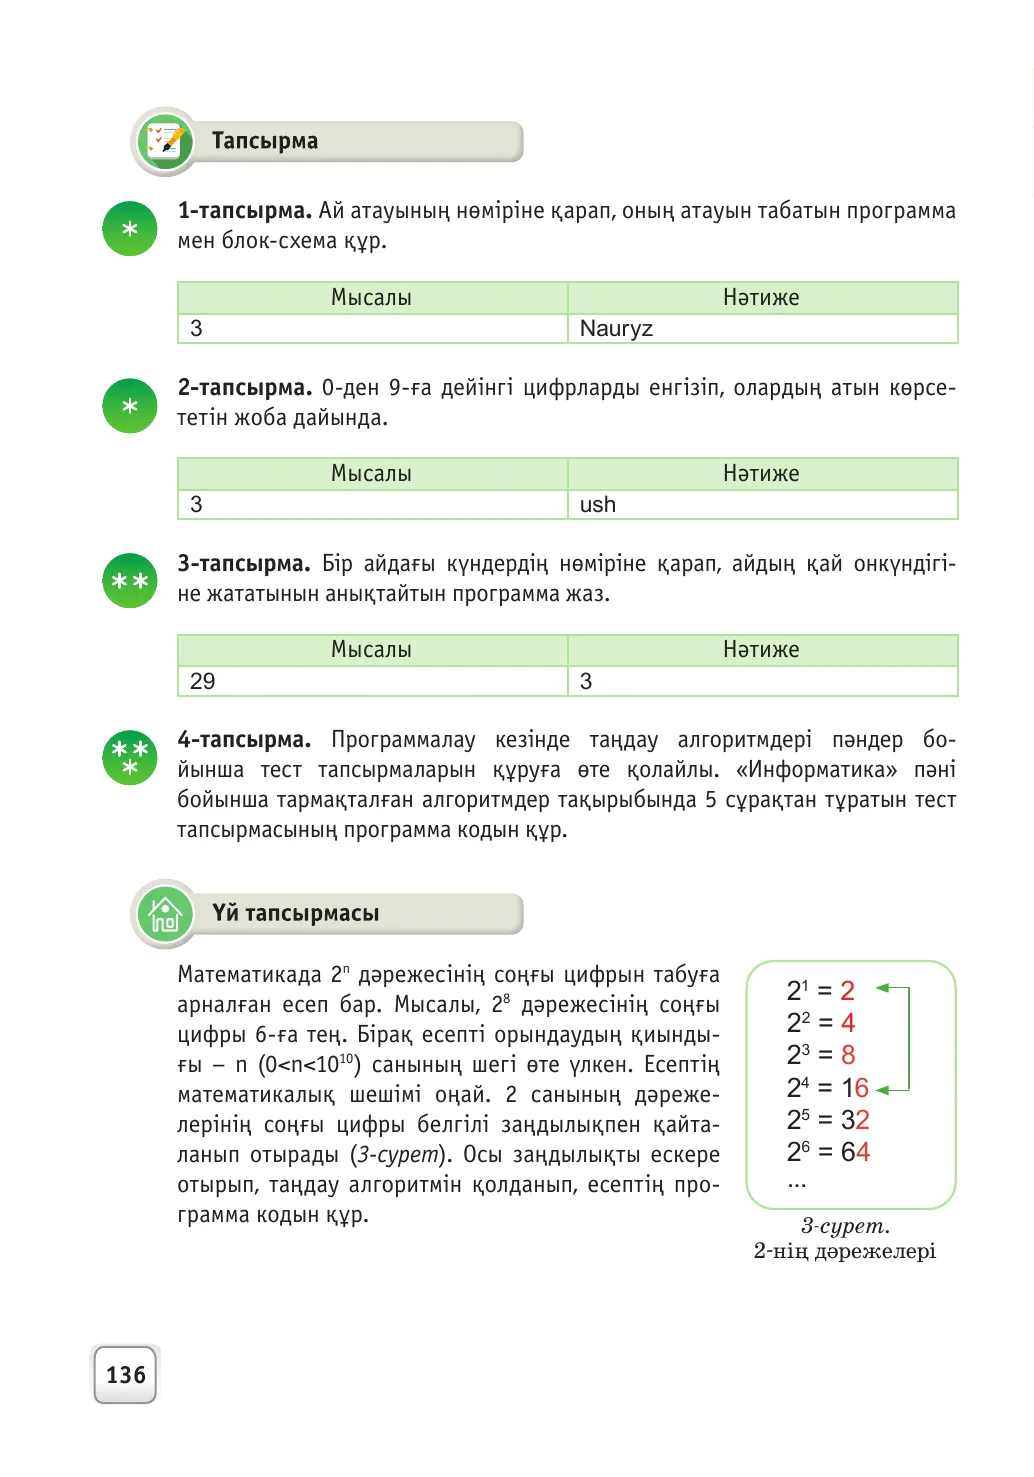 Тапсырма
1-тапсырма. Ай атауының нөміріне қарап, оның атауын табатын программа
мен блок-схема құр.
Мысалы Нәтиже
3 Nauryz
2-тапсырма. 0-ден 9-ға дейінгі цифрларды енгізіп, олардың атын көрсе-
тетін жоба дайында.
Мысалы Нәтиже
3 ush
3-тапсырма. Бір айдағы күндердің нөміріне қарап, айдың қай онкүндігі-
не жататынын анықтайтын программа жаз.
Мысалы Нәтиже
29 3
4-тапсырма. Программалау кезінде таңдау алгоритмдері пәндер бо-
йынша тест тапсырмаларын құруға өте қолайлы. «Информатика» пәні
бойынша тармақталған алгоритмдер тақырыбында 5 сұрақтан тұратын тест
тапсырмасының программа кодын құр.
Үй тапсырмасы
Математикада 2ⁿ дәрежесінің соңғы цифрын табуға
арналған есеп бар. Мысалы, 2⁸ дәрежесінің соңғы
цифры 6-ға тең. Бірақ есепті орындаудың қиынды-
ғы – n (0<n<10¹⁰) санының шегі өте үлкен. Есептің
математикалық шешімі оңай. 2 санының дәреже-
лерінің соңғы цифры белгілі заңдылықпен қайта-
ланып отырады (3-сурет). Осы заңдылықты ескере
отырып, таңдау алгоритмін қолданып, есептің про-
грамма кодын құр.
2¹ = 2
2² = 4
2³ = 8
2⁴ = 16
2⁵ = 32
2⁶ = 64
...
3-сурет.
2-нің дәрежелері
136